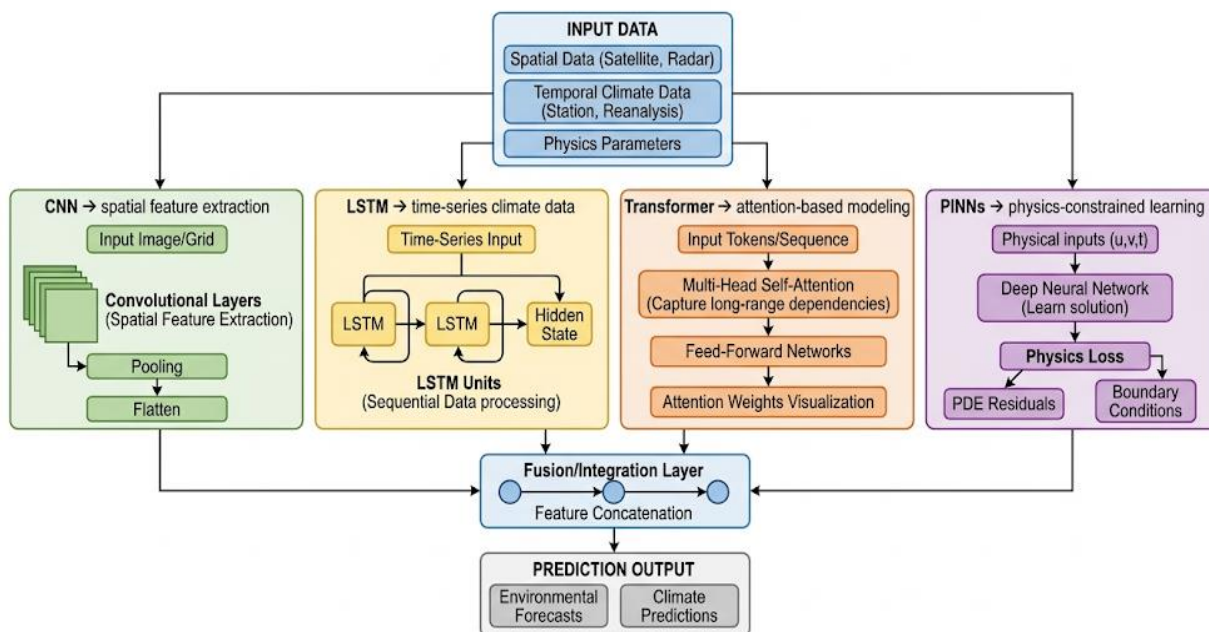 INPUT DATA
Spatial Data (Satellite, Radar)
Temporal Climate Data
(Station, Reanalysis)
Physics Parameters
CNN → spatial feature extraction
Input Image/Grid
Convolutional Layers
(Spatial Feature Extraction)
Pooling
Flatten
LSTM → time-series climate data
Time-Series Input
LSTM
LSTM
Hidden
State
LSTM Units
(Sequential Data processing)
Transformer → attention-based modeling
Input Tokens/Sequence
Multi-Head Self-Attention
(Capture long-range dependencies)
Feed-Forward Networks
Attention Weights Visualization
PINNs → physics-constrained learning
Physical inputs (u,v,t)
Deep Neural Network
(Learn solution)
Physics Loss
PDE Residuals
Boundary
Conditions
Fusion/Integration Layer
Feature Concatenation
PREDICTION OUTPUT
Environmental
Forecasts
Climate
Predictions